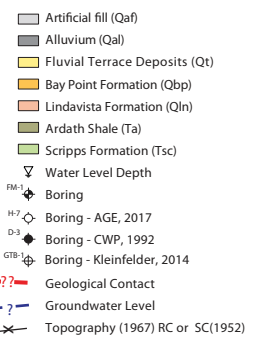 Artificial fill (Qaf)
Alluvium (Qal)
Fluvial Terrace Deposits (Qt)
Bay Point Formation (Qbp)
Lindavista Formation (Qln)
Ardath Shale (Ta)
Scripps Formation (Tsc)
Water Level Depth
FM-1 Boring
H-7 Boring - AGE, 2017
D-3 Boring - CWP, 1992
GTB-1 Boring - Kleinfelder, 2014
?? Geological Contact
? Groundwater Level
Topography (1967) RC or SC(1952)